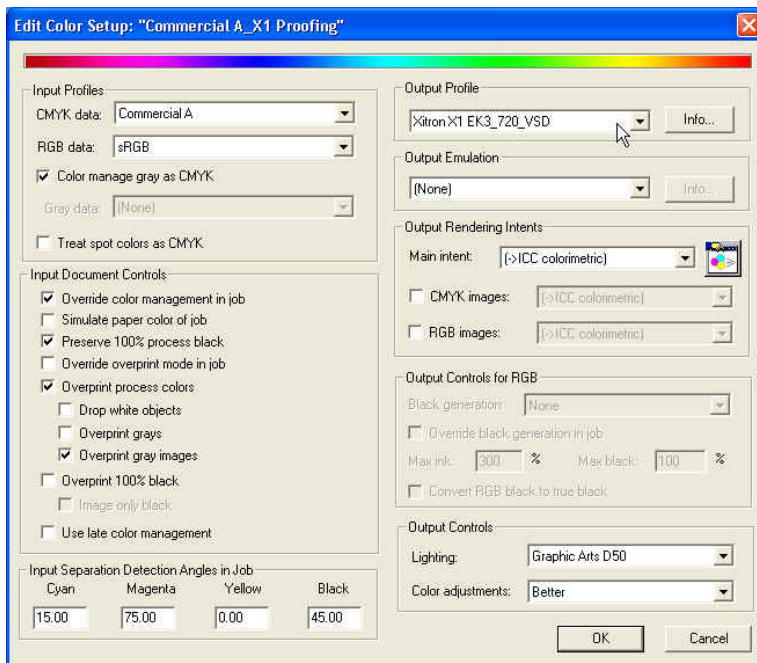 Edit Color Setup: "Commercial A_X1 Proofing"
Input Profiles
CMYK data: Commercial A
RGB data: sRGB
Color manage gray as CMYK
Gray data: (None)
Treat spot colors as CMYK
Input Document Controls
Override color management in job
Simulate paper color of job
Preserve 100% process black
Override overprint mode in job
Overprint process colors
Drop white objects
Overprint grays
Overprint gray images
Overprint 100% black
Image only black
Use late color management
Input Separation Detection Angles in Job
Cyan Magenta Yellow Black
15.00 75.00 0.00 45.00
Output Profile
Xitron X1 EK3_720_VSD Info...
Output Emulation
(None) Info...
Output Rendering Intents
Main intent: (->ICC colorimetric)
CMYK images: (->ICC colorimetric)
RGB images: (->ICC colorimetric)
Output Controls for RGB
Black generation: None
Override black generation in job
Max ink: 300 % Max black: 100 %
Convert RGB black to true black
Output Controls
Lighting: Graphic Arts D50
Color adjustments: Better
OK Cancel